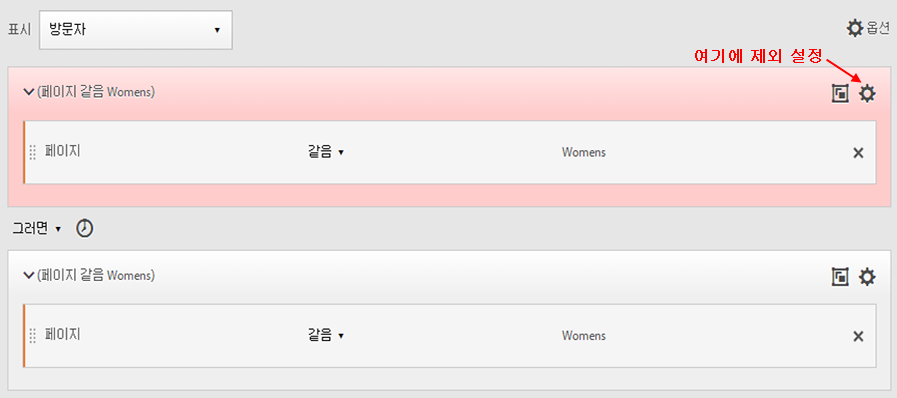 표시 방문자 옵션
여기에 제외 설정
(페이지 같음 Womens)
페이지 같음 Womens
그러면
(페이지 같음 Womens)
페이지 같음 Womens